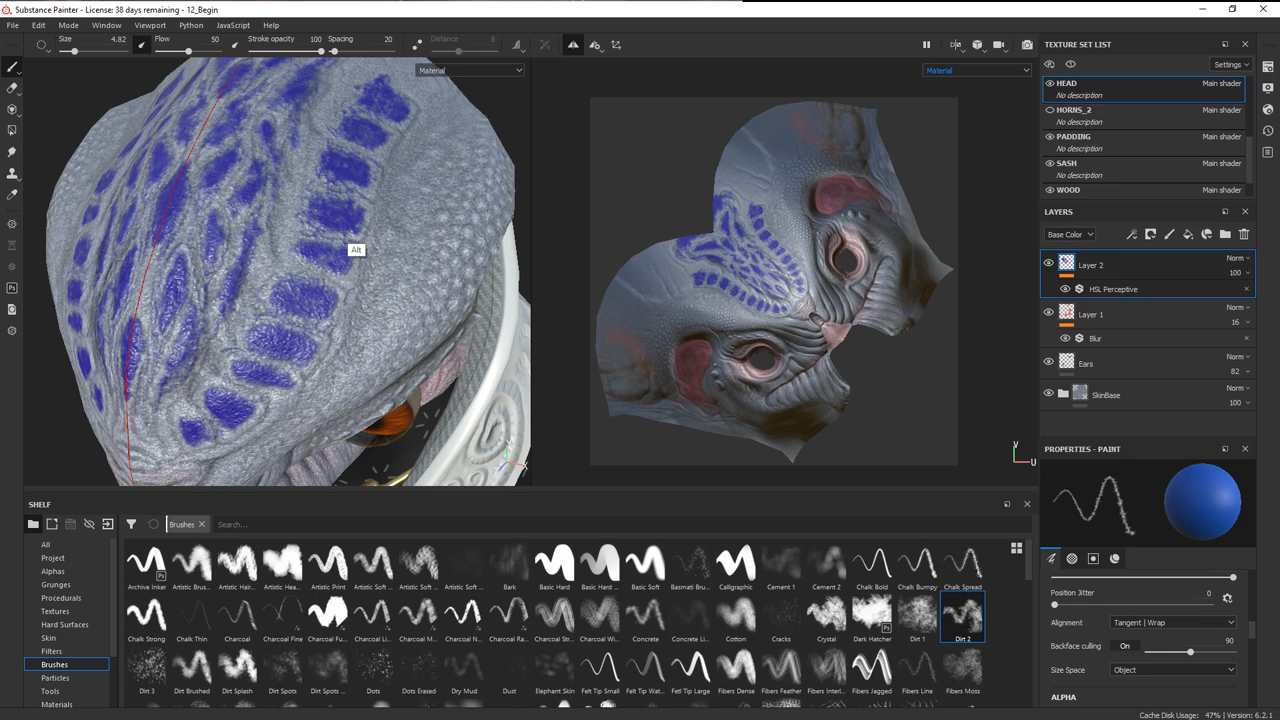 Substance Painter - License: 38 days remaining - 12_Begin
File Edit Mode Window Viewport Python JavaScript Help
Size 4.82 Flow 50 Stroke opacity 100 Spacing 20 Distance 8
Material
Material
Alt
V
U
X
TEXTURE SET LIST
Settings
HEAD Main shader
No description
HORNS_2 Main shader
No description
PADDING Main shader
No description
SASH Main shader
No description
WOOD Main shader
LAYERS
Base Color
Layer 2 Norm 100
HSL Perceptive
Layer 1 Norm 16
Blur
Ears Norm 82
SkinBase Norm 100
PROPERTIES - PAINT
Position Jitter 0
Alignment Tangent | Wrap
Backface culling On 90
Size Space Object
ALPHA
SHELF
Brushes Search...
All
Project
Alphas
Grunges
Procedurals
Textures
Hard Surfaces
Skin
Filters
Brushes
Particles
Tools
Materials
Archive Inker Artistic Brus... Artistic Hair... Artistic Hea... Artistic Print Artistic Soft ... Artistic Soft ... Artistic Soft ... Bark Basic Hard Basic Hard ... Basic Soft Basmati Bru... Calligraphic Cement 1 Cement 2 Chalk Bold Chalk Bumpy Chalk Spread
Chalk Strong Chalk Thin Charcoal Charcoal Fine Charcoal Fu... Charcoal Li... Charcoal M... Charcoal N... Charcoal Ra... Charcoal Str... Charcoal Wi... Concrete Concrete Li... Cotton Cracks Crystal Dark Hatcher Dirt 1 Dirt 2
Dirt 3 Dirt Brushed Dirt Splash Dirt Spots Dirt Spots ... Dots Dots Erased Dry Mud Dust Elephant Skin Felt Tip Small Felt Tip Wat... Fetl Tip Large Fibers Dense Fibers Feather Fibers Interl... Fibers Jagged Fibers Line Fibers Moss
Cache Disk Usage: 47% | Version: 6.2.1